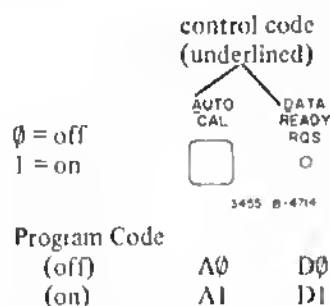 control code
(underlined)
AUTO CAL
DATA READY RQS
Ø = off
1 = on
3455 B-4714
Program Code
(off) AØ DØ
(on) A1 D1